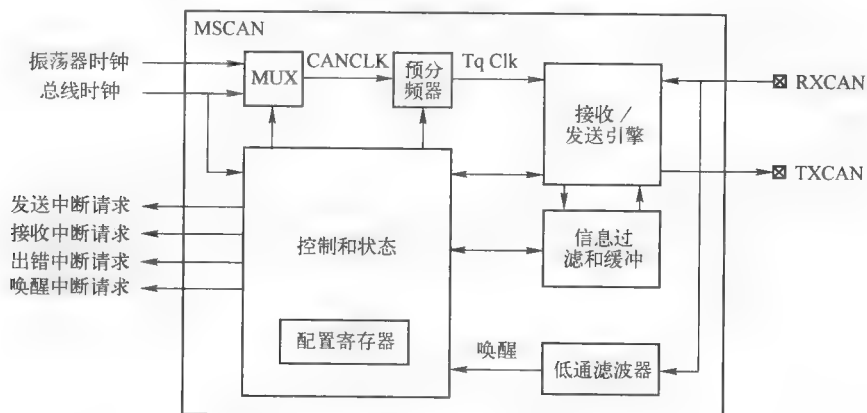 MSCAN
振荡器时钟
总线时钟
MUX
CANCLK
预分
频器
Tq Clk
接收 /
发送引擎
RXCAN
TXCAN
发送中断请求
接收中断请求
出错中断请求
唤醒中断请求
控制和状态
信息过
滤和缓冲
配置寄存器
唤醒
低通滤波器